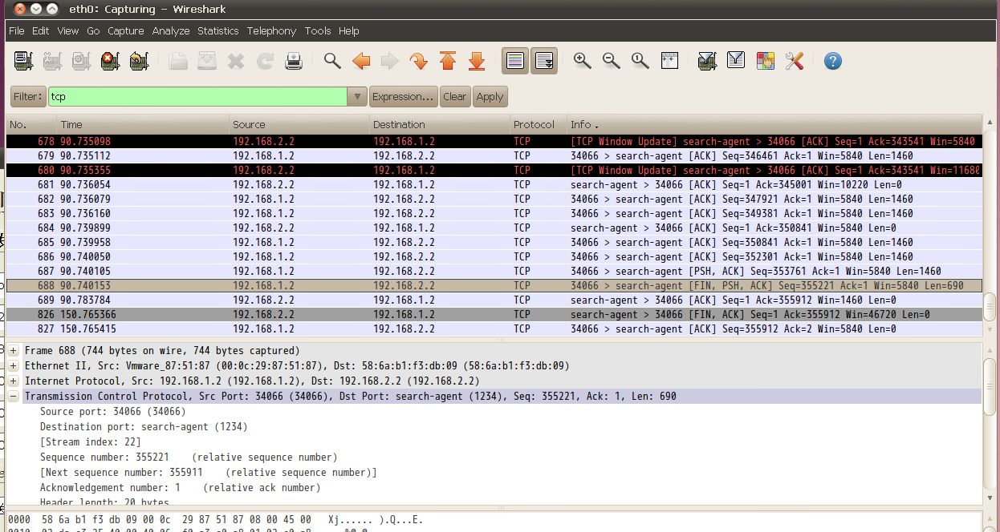 eth0: Capturing - Wireshark
File Edit View Go Capture Analyze Statistics Telephony Tools Help
Filter: tcp Expression... Clear Apply
No. Time Source Destination Protocol Info
678 90.735098 192.168.2.2 192.168.1.2 TCP [TCP Window Update] search-agent > 34066 [ACK] Seq=1 Ack=343541 Win=5840
679 90.735112 192.168.1.2 192.168.2.2 TCP 34066 > search-agent [ACK] Seq=346461 Ack=1 Win=5840 Len=1460
680 90.735355 192.168.2.2 192.168.1.2 TCP [TCP Window Update] search-agent > 34066 [ACK] Seq=1 Ack=343541 Win=11680
681 90.736054 192.168.2.2 192.168.1.2 TCP search-agent > 34066 [ACK] Seq=1 Ack=345001 Win=10220 Len=0
682 90.736079 192.168.1.2 192.168.2.2 TCP 34066 > search-agent [ACK] Seq=347921 Ack=1 Win=5840 Len=1460
683 90.736160 192.168.1.2 192.168.2.2 TCP 34066 > search-agent [ACK] Seq=349381 Ack=1 Win=5840 Len=1460
684 90.739899 192.168.2.2 192.168.1.2 TCP search-agent > 34066 [ACK] Seq=1 Ack=350841 Win=5840 Len=0
685 90.739958 192.168.1.2 192.168.2.2 TCP 34066 > search-agent [ACK] Seq=350841 Ack=1 Win=5840 Len=1460
686 90.740050 192.168.1.2 192.168.2.2 TCP 34066 > search-agent [ACK] Seq=352301 Ack=1 Win=5840 Len=1460
687 90.740105 192.168.1.2 192.168.2.2 TCP 34066 > search-agent [PSH, ACK] Seq=353761 Ack=1 Win=5840 Len=1460
688 90.740153 192.168.1.2 192.168.2.2 TCP 34066 > search-agent [FIN, PSH, ACK] Seq=355221 Ack=1 Win=5840 Len=690
689 90.783784 192.168.2.2 192.168.1.2 TCP search-agent > 34066 [ACK] Seq=1 Ack=355912 Win=1460 Len=0
826 150.765366 192.168.2.2 192.168.1.2 TCP search-agent > 34066 [FIN, ACK] Seq=1 Ack=355912 Win=46720 Len=0
827 150.765415 192.168.1.2 192.168.2.2 TCP 34066 > search-agent [ACK] Seq=355912 Ack=2 Win=5840 Len=0
Frame 688 (744 bytes on wire, 744 bytes captured)
Ethernet II, Src: Vmware_87:51:87 (00:0c:29:87:51:87), Dst: 58:6a:b1:f3:db:09 (58:6a:b1:f3:db:09)
Internet Protocol, Src: 192.168.1.2 (192.168.1.2), Dst: 192.168.2.2 (192.168.2.2)
Transmission Control Protocol, Src Port: 34066 (34066), Dst Port: search-agent (1234), Seq: 355221, Ack: 1, Len: 690
Source port: 34066 (34066)
Destination port: search-agent (1234)
[Stream index: 22]
Sequence number: 355221 (relative sequence number)
[Next sequence number: 355911 (relative sequence number)]
Acknowledgement number: 1 (relative ack number)
Header length: 20 bytes
0000 58 6a b1 f3 db 09 00 0c 29 87 51 87 08 00 45 00 Xj...... ).Q...E.